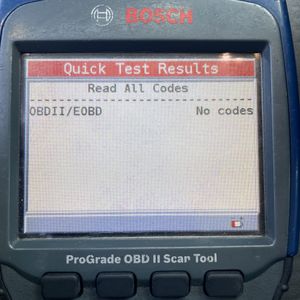 BOSCH
Quick Test Results
Read All Codes
OBDII/EOBD No codes
ProGrade OBD II Scan Tool